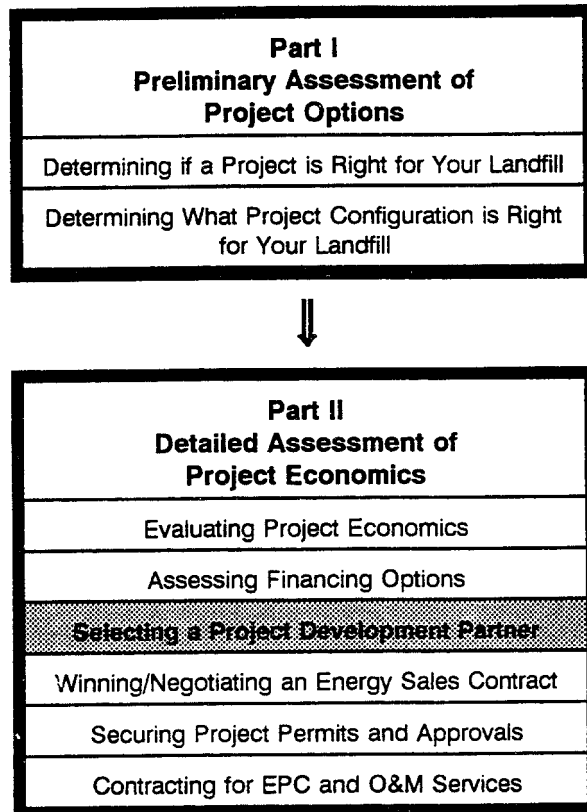 Part I
Preliminary Assessment of
Project Options
Determining if a Project is Right for Your Landfill
Determining What Project Configuration is Right
for Your Landfill
Part II
Detailed Assessment of
Project Economics
Evaluating Project Economics
Assessing Financing Options
Selecting a Project Development Partner
Winning/Negotiating an Energy Sales Contract
Securing Project Permits and Approvals
Contracting for EPC and O&M Services